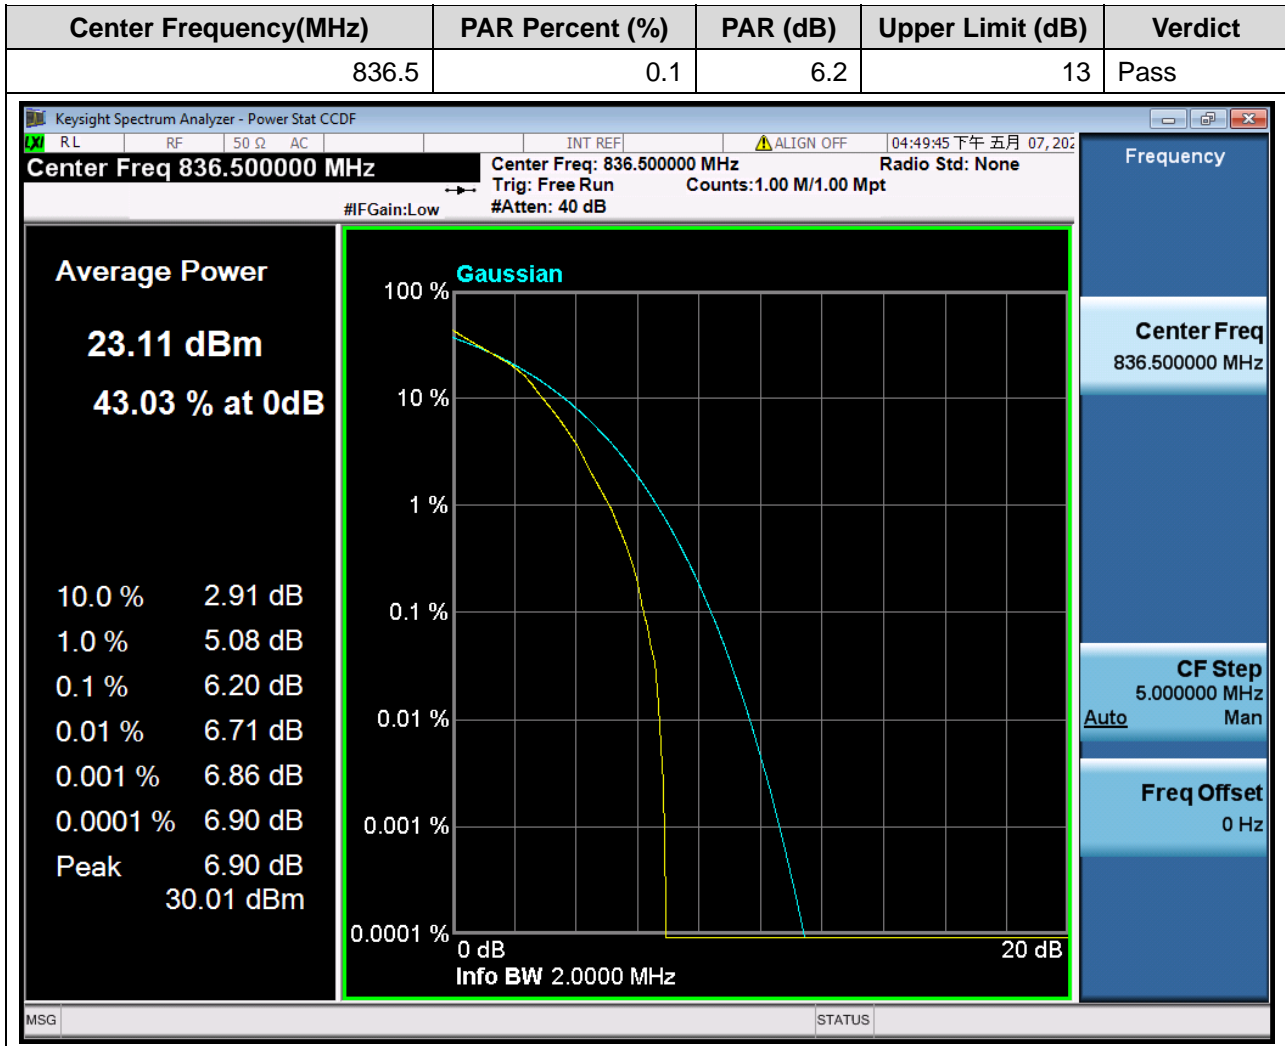 Center Frequency(MHz) PAR Percent (%) PAR (dB) Upper Limit (dB) Verdict
836.5 0.1 6.2 13 Pass
Keysight Spectrum Analyzer - Power Stat CCDF
LXI RL RF 50 Ω AC INT REF ALIGN OFF 04:49:45 下午 五月 07, 202
Center Freq 836.500000 MHz
Center Freq: 836.500000 MHz Radio Std: None
Trig: Free Run Counts:1.00 M/1.00 Mpt
#IFGain:Low #Atten: 40 dB
Average Power
23.11 dBm
43.03 % at 0dB
10.0 % 2.91 dB
1.0 % 5.08 dB
0.1 % 6.20 dB
0.01 % 6.71 dB
0.001 % 6.86 dB
0.0001 % 6.90 dB
Peak 6.90 dB
30.01 dBm
Gaussian
100 %
10 %
1 %
0.1 %
0.01 %
0.001 %
0.0001 %
0 dB 20 dB
Info BW 2.0000 MHz
Frequency
Center Freq
836.500000 MHz
CF Step
5.000000 MHz
Auto Man
Freq Offset
0 Hz
MSG STATUS